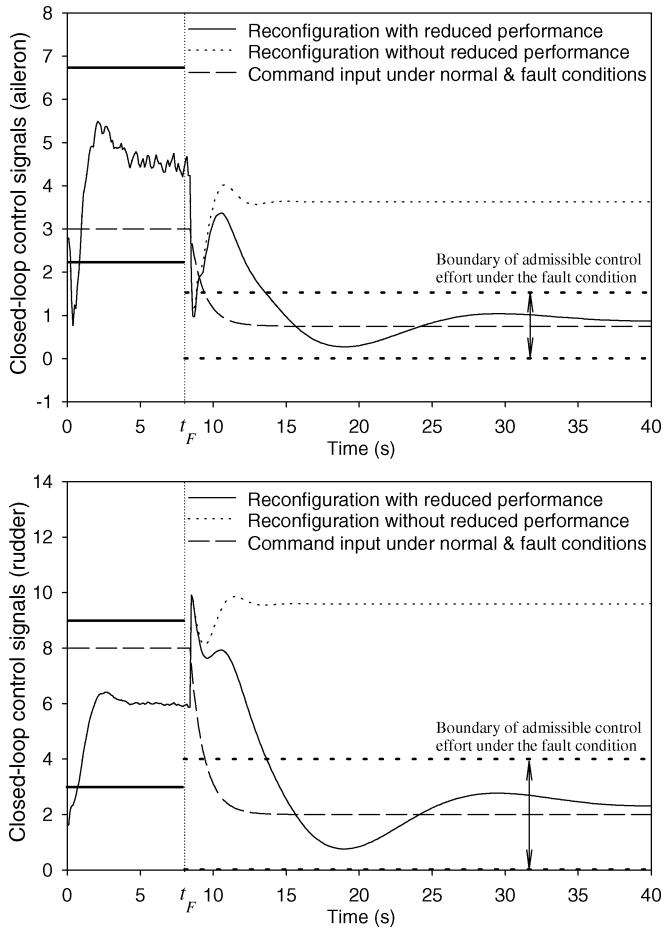 8
7
6
5
4
3
2
1
0
-1
Closed-loop control signals (aileron)
Reconfiguration with reduced performance
Reconfiguration without reduced performance
Command input under normal & fault conditions
Boundary of admissible control
effort under the fault condition
0 5 t_F 10 15 20 25 30 35 40
Time (s)
14
12
10
8
6
4
2
0
Closed-loop control signals (rudder)
Reconfiguration with reduced performance
Reconfiguration without reduced performance
Command input under normal & fault conditions
Boundary of admissible control
effort under the fault condition
0 5 t_F 10 15 20 25 30 35 40
Time (s)